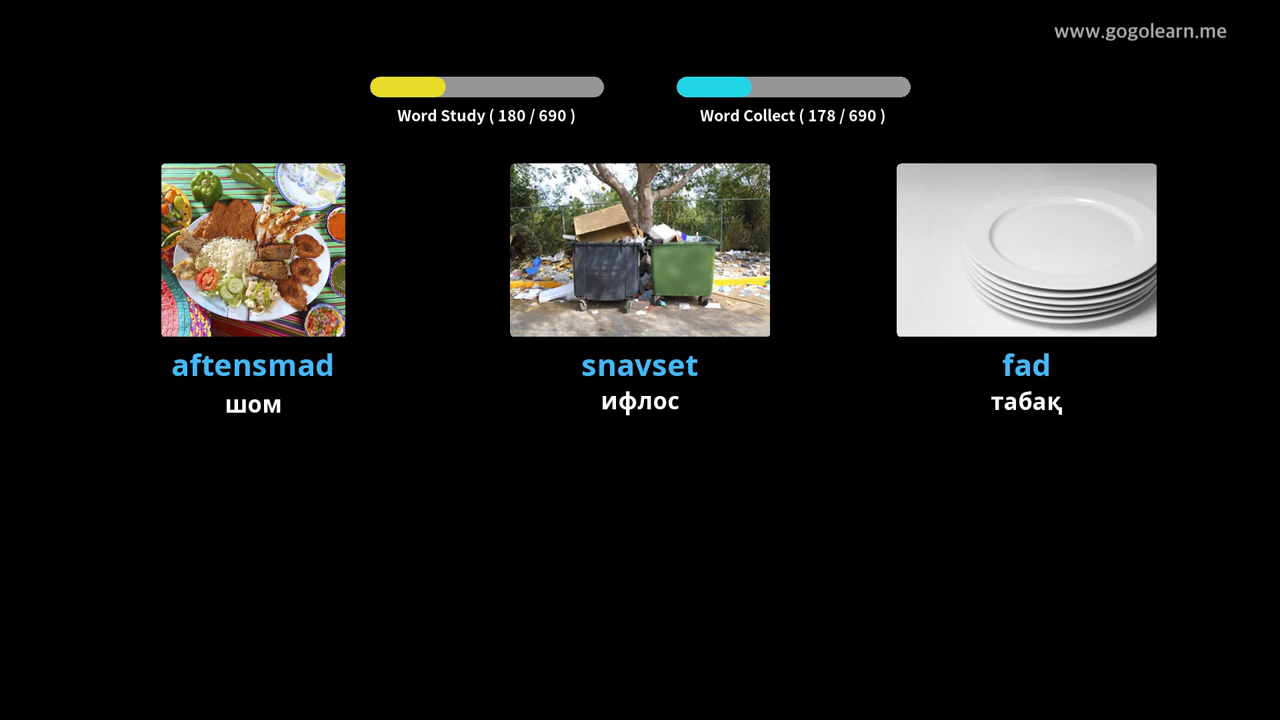 www.gogolearn.me
Word Study ( 180 / 690 )
Word Collect ( 178 / 690 )
aftensmad
шом
snavset
ифлос
fad
табақ